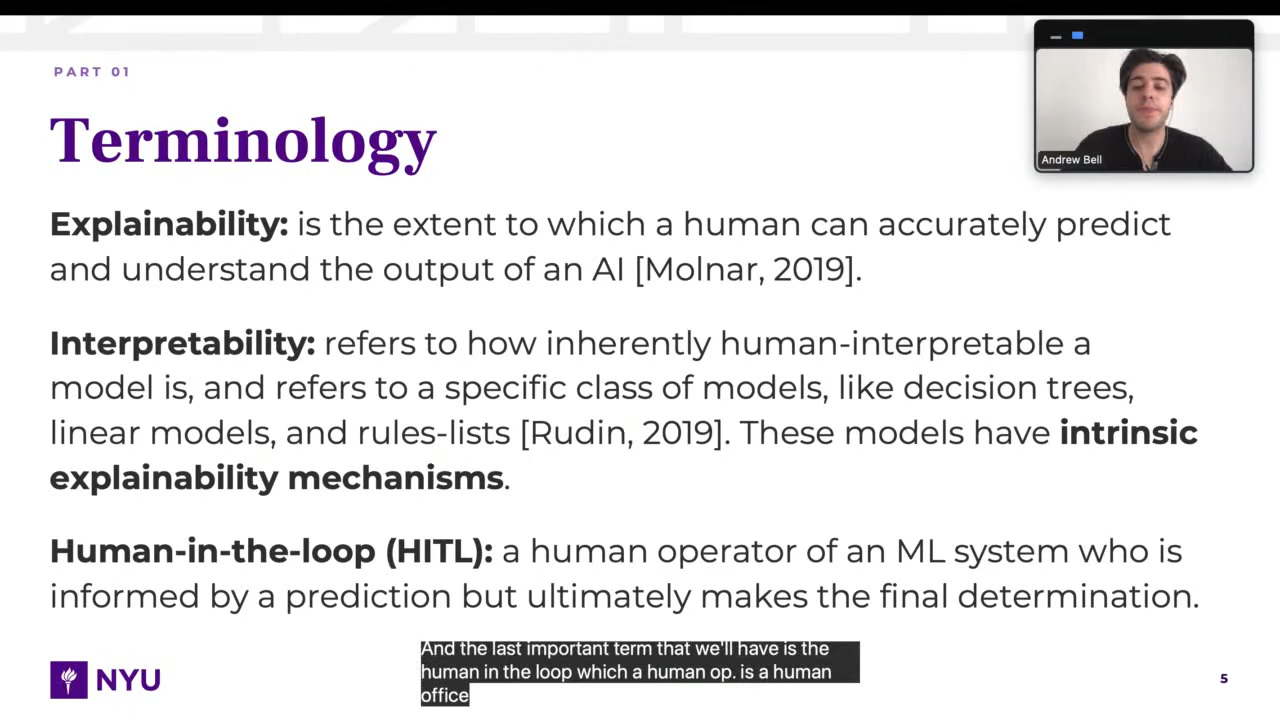 PART 01
Terminology
Andrew Bell
Explainability: is the extent to which a human can accurately predict
and understand the output of an AI [Molnar, 2019].
Interpretability: refers to how inherently human-interpretable a
model is, and refers to a specific class of models, like decision trees,
linear models, and rules-lists [Rudin, 2019]. These models have intrinsic
explainability mechanisms.
Human-in-the-loop (HITL): a human operator of an ML system who is
informed by a prediction but ultimately makes the final determination.
And the last important term that we'll have is the
human in the loop which a human op. is a human
office
NYU
5